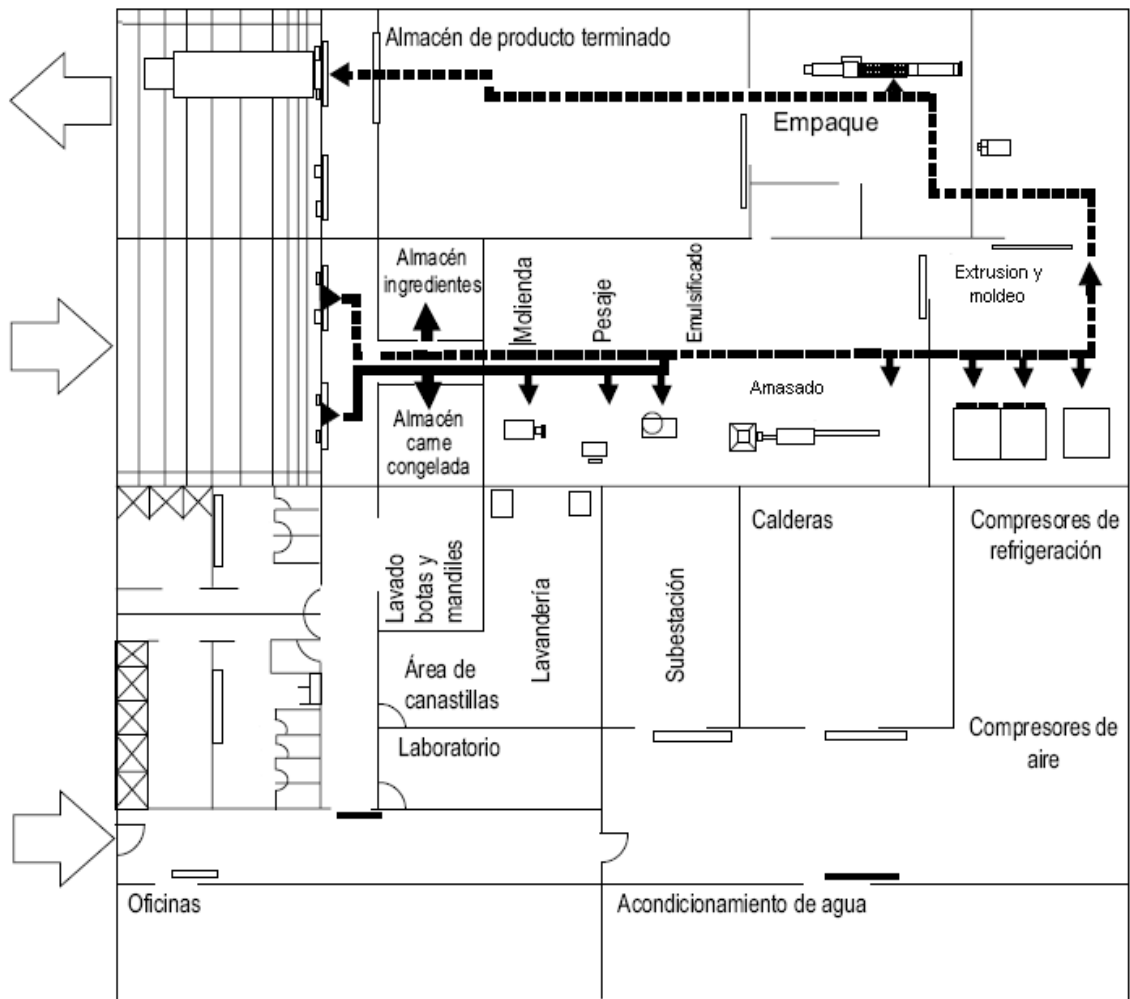 Almacén de producto terminado
Empaque
Almacén
ingredientes
Molienda
Pesaje
Emulsificado
Extrusion y
moldeo
Amasado
Almacén
carne
congelada
Lavado
botas y
mandiles
Lavandería
Subestación
Calderas
Compresores de
refrigeración
Área de
canastillas
Laboratorio
Compresores de
aire
Oficinas
Acondicionamiento de agua